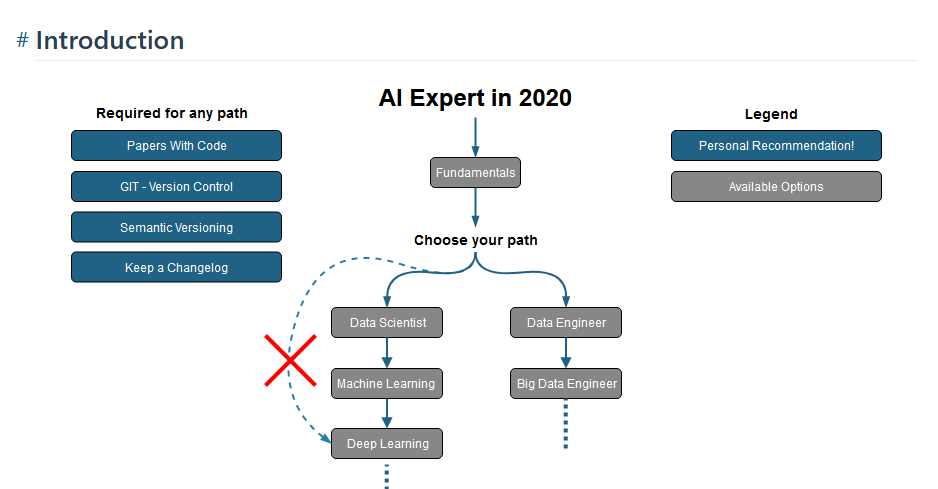 # Introduction
AI Expert in 2020
Required for any path
Papers With Code
GIT - Version Control
Semantic Versioning
Keep a Changelog
Legend
Personal Recommendation!
Available Options
Fundamentals
Choose your path
Data Scientist
Data Engineer
Machine Learning
Big Data Engineer
Deep Learning